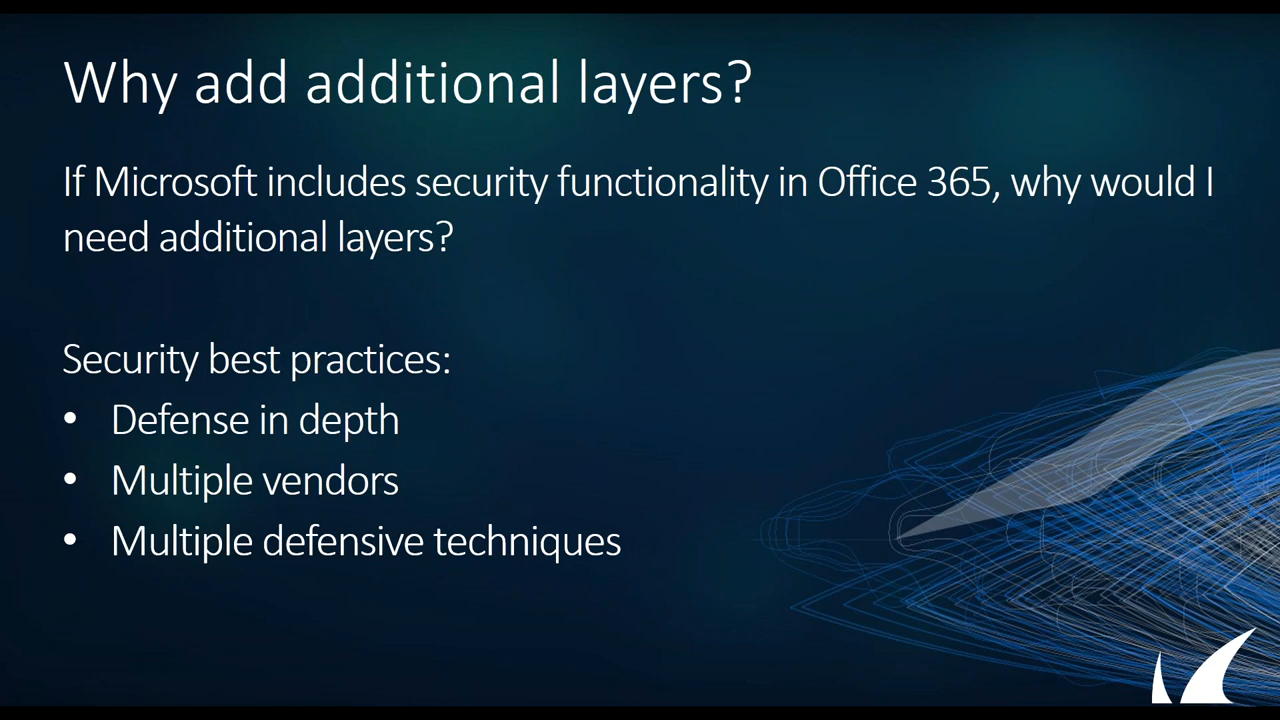 Why add additional layers?
If Microsoft includes security functionality in Office 365, why would I
need additional layers?
Security best practices:
• Defense in depth
• Multiple vendors
• Multiple defensive techniques